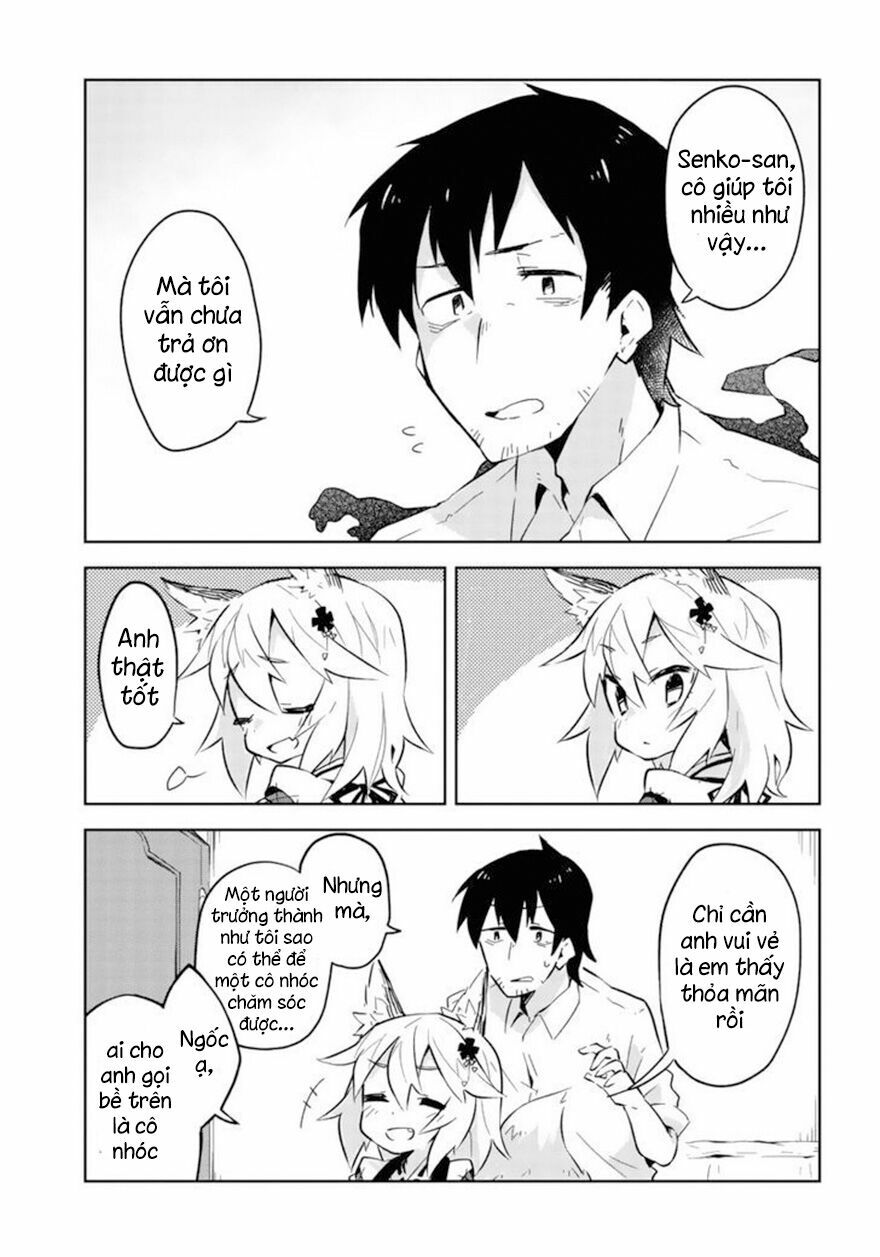 Senko-san,
cô giúp tôi
nhiều như
vậy...
Mà tôi
vẫn chưa
trả ơn
được gì
Anh
thật
tốt
Chỉ cần
anh vui vẻ
là em thấy
thỏa mãn
rồi
Nhưng
mà,
Một người
trưởng thành
như tôi sao
có thể để
một cô nhóc
chăm sóc
được...
Ngốc
ạ,
ai cho
anh gọi
bề trên
là cô
nhóc